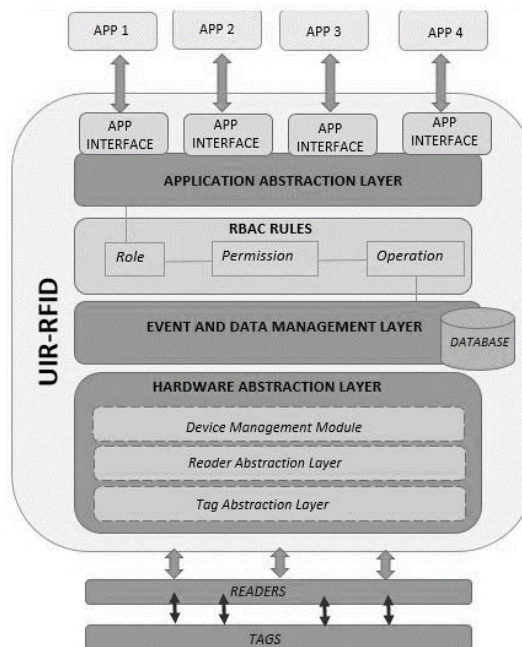 APP 1
APP 2
APP 3
APP 4
APP
INTERFACE
APP
INTERFACE
APP
INTERFACE
APP
INTERFACE
APPLICATION ABSTRACTION LAYER
RBAC RULES
Role
Permission
Operation
UIR-RFID
EVENT AND DATA MANAGEMENT LAYER
DATABASE
HARDWARE ABSTRACTION LAYER
Device Management Module
Reader Abstraction Layer
Tag Abstraction Layer
READERS
TAGS